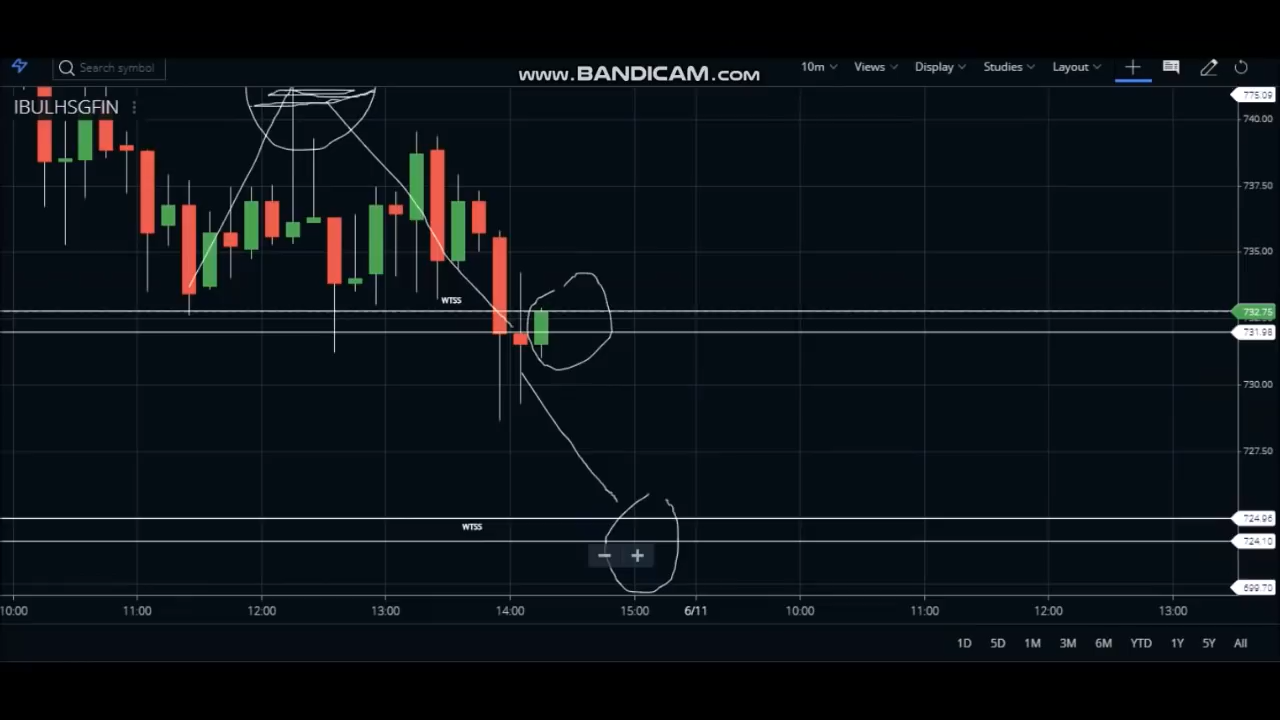 www.BANDICAM.com
Search symbol
10m Views Display Studies Layout
IBULHSGFIN
775.09
740.00
737.50
735.00
WTSS
732.75
731.98
730.00
727.50
724.96
WTSS
724.10
699.70
10:00 11:00 12:00 13:00 14:00 15:00 6/11 10:00 11:00 12:00 13:00
1D 5D 1M 3M 6M YTD 1Y 5Y All